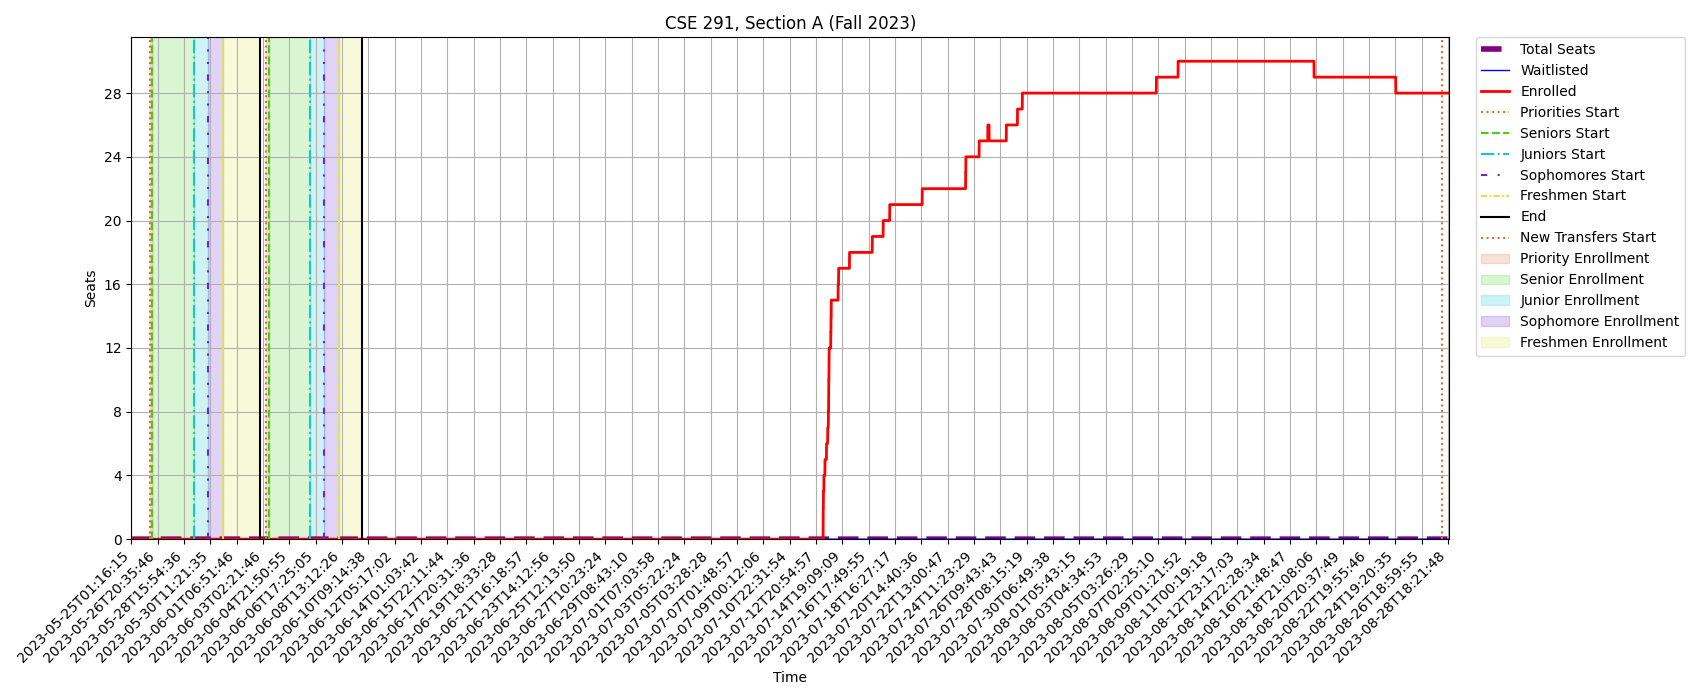 CSE 291, Section A (Fall 2023)
Seats
28
24
20
16
12
8
4
0
2023-05-25T01:16:15
2023-05-26T20:35:46
2023-05-28T15:54:36
2023-05-30T11:21:35
2023-06-01T06:51:46
2023-06-03T02:21:46
2023-06-04T21:50:55
2023-06-06T17:25:05
2023-06-08T13:12:26
2023-06-10T09:14:38
2023-06-12T05:17:02
2023-06-14T01:03:42
2023-06-15T22:11:44
2023-06-17T20:31:36
2023-06-19T18:33:28
2023-06-21T16:18:57
2023-06-23T14:12:56
2023-06-25T12:13:50
2023-06-27T10:23:24
2023-06-29T08:43:10
2023-07-01T07:03:58
2023-07-03T05:22:24
2023-07-05T03:28:28
2023-07-07T01:48:57
2023-07-09T00:12:06
2023-07-10T22:31:54
2023-07-12T20:54:57
2023-07-14T19:09:09
2023-07-16T17:49:55
2023-07-18T16:27:17
2023-07-20T14:40:36
2023-07-22T13:00:47
2023-07-24T11:23:29
2023-07-26T09:43:43
2023-07-28T08:15:19
2023-07-30T06:49:38
2023-08-01T05:43:15
2023-08-03T04:34:53
2023-08-05T03:26:29
2023-08-07T02:25:10
2023-08-09T01:21:52
2023-08-11T00:19:18
2023-08-12T23:17:03
2023-08-14T22:28:34
2023-08-16T21:48:47
2023-08-18T21:08:06
2023-08-20T20:37:49
2023-08-22T19:55:46
2023-08-24T19:20:35
2023-08-26T18:59:55
2023-08-28T18:21:48
Time
Total Seats
Waitlisted
Enrolled
Priorities Start
Seniors Start
Juniors Start
Sophomores Start
Freshmen Start
End
New Transfers Start
Priority Enrollment
Senior Enrollment
Junior Enrollment
Sophomore Enrollment
Freshmen Enrollment